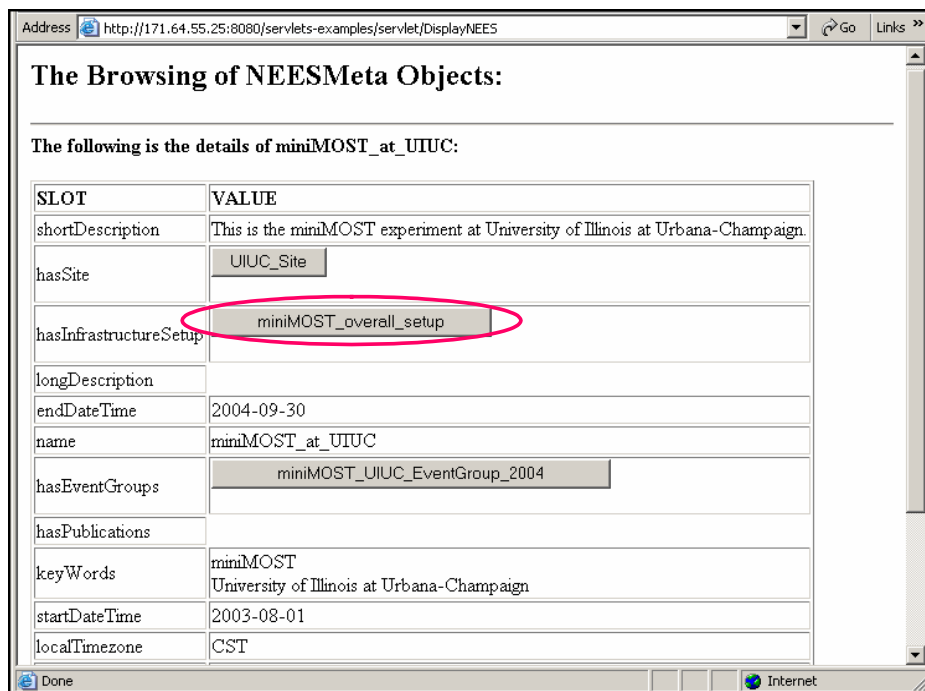 Address http://171.64.55.25:8080/servlets-examples/servlet/DisplayNEES Go Links »
The Browsing of NEESMeta Objects:
The following is the details of miniMOST_at_UIUC:
SLOT VALUE
shortDescription This is the miniMOST experiment at University of Illinois at Urbana-Champaign.
hasSite UIUC_Site
hasInfrastructureSetup miniMOST_overall_setup
longDescription
endDateTime 2004-09-30
name miniMOST_at_UIUC
hasEventGroups miniMOST_UIUC_EventGroup_2004
hasPublications
keyWords miniMOST
University of Illinois at Urbana-Champaign
startDateTime 2003-08-01
localTimezone CST
Done Internet